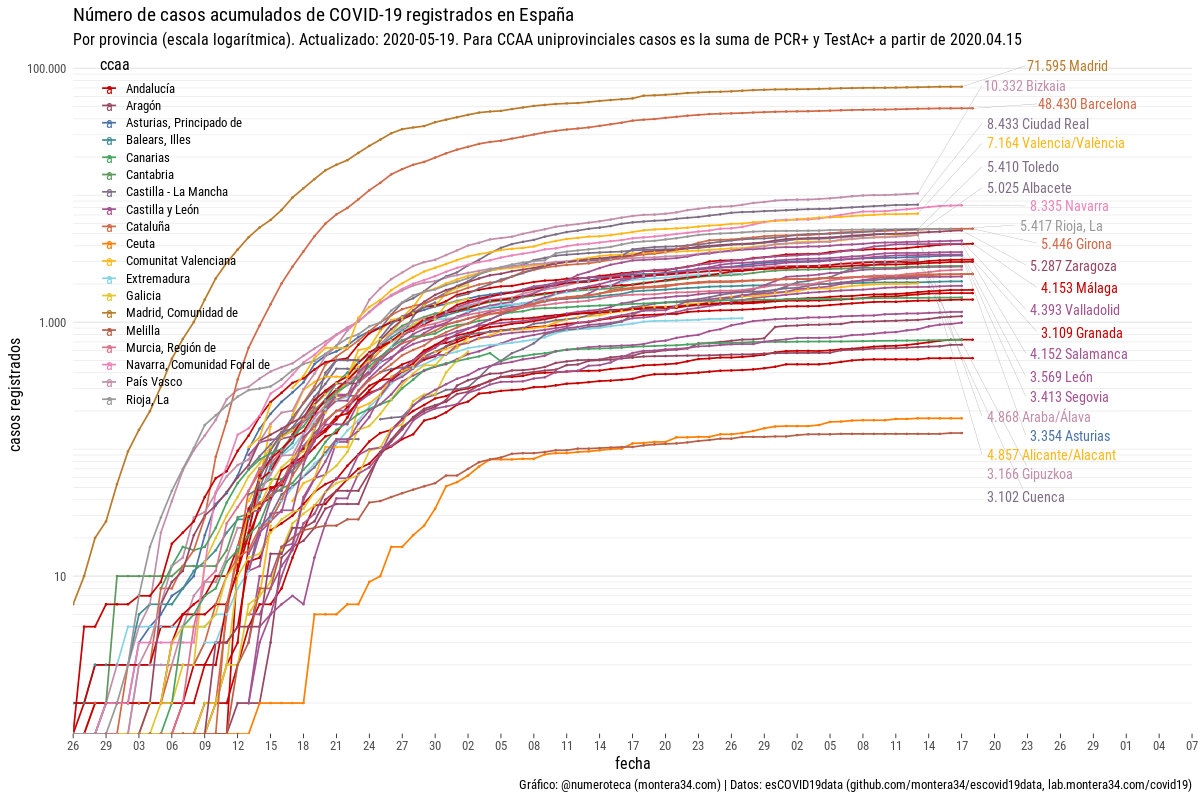 Número de casos acumulados de COVID-19 registrados en España
Por provincia (escala logarítmica). Actualizado: 2020-05-19. Para CCAA uniprovinciales casos es la suma de PCR+ y TestAc+ a partir de 2020.04.15
ccaa
Andalucía
Aragón
Asturias, Principado de
Balears, Illes
Canarias
Cantabria
Castilla - La Mancha
Castilla y León
Cataluña
Ceuta
Comunitat Valenciana
Extremadura
Galicia
Madrid, Comunidad de
Melilla
Murcia, Región de
Navarra, Comunidad Foral de
País Vasco
Rioja, La
casos registrados
100.000
1.000
10
71.595 Madrid
10.332 Bizkaia
48.430 Barcelona
8.433 Ciudad Real
7.164 Valencia/València
5.410 Toledo
5.025 Albacete
8.335 Navarra
5.417 Rioja, La
5.446 Girona
5.287 Zaragoza
4.153 Málaga
4.393 Valladolid
3.109 Granada
4.152 Salamanca
3.569 León
3.413 Segovia
4.868 Araba/Álava
3.354 Asturias
4.857 Alicante/Alacant
3.166 Gipuzkoa
3.102 Cuenca
26 29 03 06 09 12 15 18 21 24 27 30 02 05 08 11 14 17 20 23 26 29 02 05 08 11 14 17 20 23 26 29 01 04 07
fecha
Gráfico: @numeroteca (montera34.com) | Datos: esCOVID19data (github.com/montera34/escovid19data, lab.montera34.com/covid19)